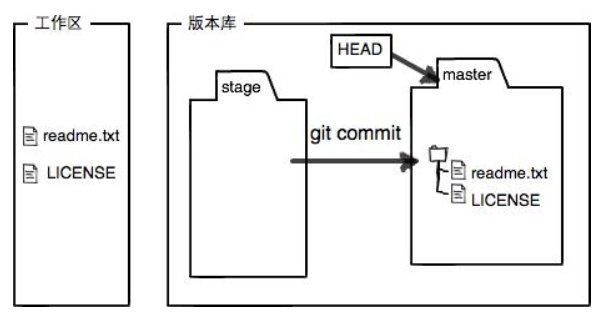 工作区
版本库
HEAD
stage
master
git commit
readme.txt
LICENSE
readme.txt
LICENSE